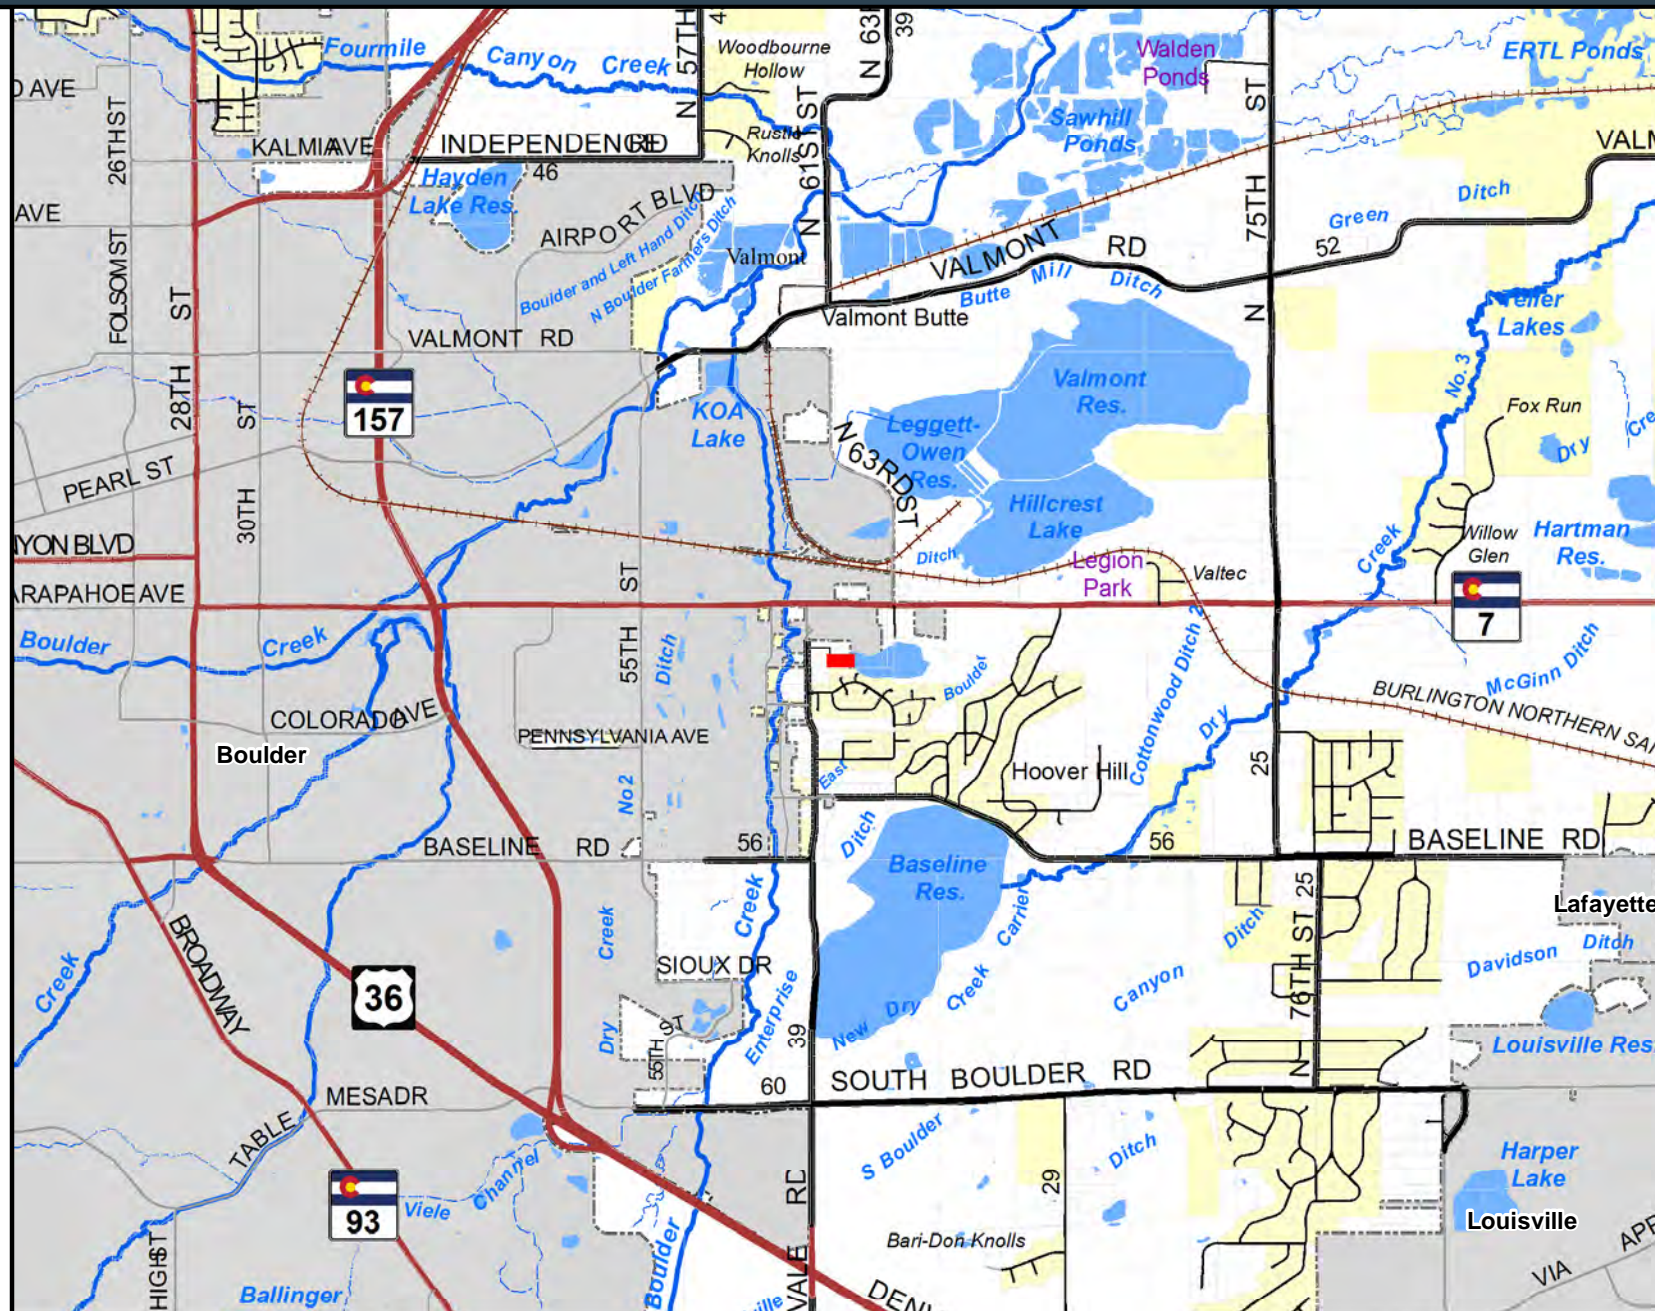 Fourmile
Canyon Creek
N 57TH
Woodbourne
Hollow
N 63
39
Walden
Ponds
ERTL Ponds
D AVE
26TH ST
KALMIA AVE
INDEPENDENCE RD
46
Rustic
Knolls
N 61ST ST
Sawhill
Ponds
75TH ST
VALM
AVE
Hayden
Lake Res.
AIRPORT BLVD
Boulder and Left Hand Ditch
N Boulder Farmers Ditch
Valmont
VALMONT RD
Green
Ditch
52
FOLSOM ST
28TH ST
VALMONT RD
Valmont Butte
Butte Mill Ditch
N
Teller
Lakes
No. 3
157
KOA
Lake
Valmont
Res.
Leggett-
Owen
Res.
Fox Run
Dry
Cre
PEARL ST
30TH
ST
N 63RD ST
Hillcrest
Lake
Willow
Glen
Hartman
Res.
NYON BLVD
Ditch
Legion
Park
Valtec
Creek
7
ARAPAHOE AVE
55TH
ST
Boulder
Creek
Ditch
Boulder
Cottonwood Ditch 2
McGinn Ditch
BURLINGTON NORTHERN SA
COLORADO AVE
PENNSYLVANIA AVE
Boulder
No 2
East
Hoover Hill
Dry
25
BASELINE RD
56
Ditch
Baseline
Res.
56
BASELINE RD
25
Lafayette
BROADWAY
Creek
Creek
Creek
SIOUX DR
Carrier
Ditch
76TH ST
N
Davidson
Ditch
36
Dry
55TH
ST
Enterprise
39
New
Dry
Creek
Canyon
Louisville Res.
MESA DR
60
SOUTH BOULDER RD
TABLE
93
Viele
Channel
S Boulder
Ditch
29
Harper
Lake
Louisville
HIGH ST
Ballinger
Boulder
RD
VALE
Bari-Don Knolls
DENV
VIA
APP
ville